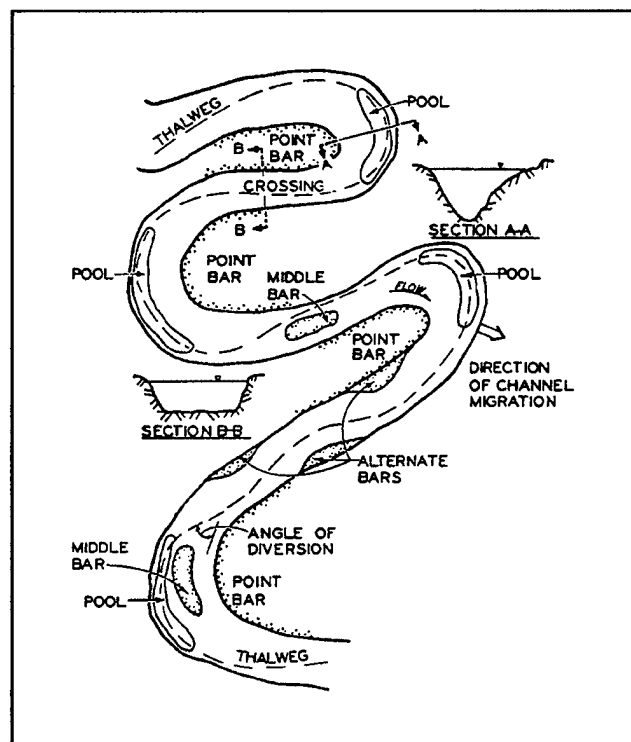 THALWEG
POOL
B
POINT
BAR
A
A
CROSSING
B
SECTION A-A
POINT
BAR
POOL
MIDDLE
BAR
FLOW
POOL
POINT
BAR
DIRECTION
OF CHANNEL
MIGRATION
SECTION B-B
ALTERNATE
BARS
ANGLE OF
DIVERSION
MIDDLE
BAR
POINT
BAR
POOL
THALWEG